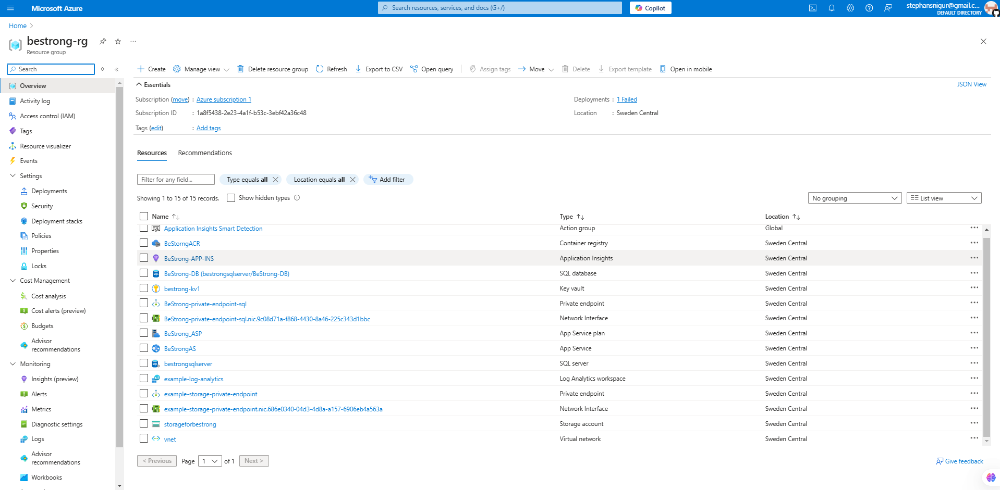 Microsoft Azure
Search resources, services, and docs (G+/)
Copilot
stephansnigur@gmail.c...
DEFAULT DIRECTORY
Home
bestrong-rg
Resource group
Search
Create
Manage view
Delete resource group
Refresh
Export to CSV
Open query
Assign tags
Move
Delete
Export template
Open in mobile
Overview
Activity log
Access control (IAM)
Tags
Resource visualizer
Events
Settings
Deployments
Security
Deployment stacks
Policies
Properties
Locks
Cost Management
Cost analysis
Cost alerts (preview)
Budgets
Advisor
recommendations
Monitoring
Insights (preview)
Alerts
Metrics
Diagnostic settings
Logs
Advisor
recommendations
Workbooks
Essentials
JSON View
Subscription (move) : Azure subscription 1
Deployments : 1 Failed
Subscription ID : 1a8f5438-2e23-4a1f-b53c-3ebf42a36c48
Location : Sweden Central
Tags (edit) : Add tags
Resources
Recommendations
Filter for any field...
Type equals all
Location equals all
Add filter
Showing 1 to 15 of 15 records.
Show hidden types
No grouping
List view
Name Type Location
Application Insights Smart Detection Action group Global
BeStorngACR Container registry Sweden Central
BeStrong-APP-INS Application Insights Sweden Central
BeStrong-DB (bestrongsqlserver/BeStrong-DB) SQL database Sweden Central
bestrong-kv1 Key vault Sweden Central
BeStrong-private-endpoint-sql Private endpoint Sweden Central
BeStrong-private-endpoint-sql.nic.9c08d71a-f868-4430-8a46-225c343d1bbc Network Interface Sweden Central
BeStrong_ASP App Service plan Sweden Central
BeStrongAS App Service Sweden Central
bestrongsqlserver SQL server Sweden Central
example-log-analytics Log Analytics workspace Sweden Central
example-storage-private-endpoint Private endpoint Sweden Central
example-storage-private-endpoint.nic.686e0340-04d3-4d8a-a157-6906eb4a563a Network Interface Sweden Central
storageforbestrong Storage account Sweden Central
vnet Virtual network Sweden Central
< Previous
Page 1 of 1
Next >
Give feedback